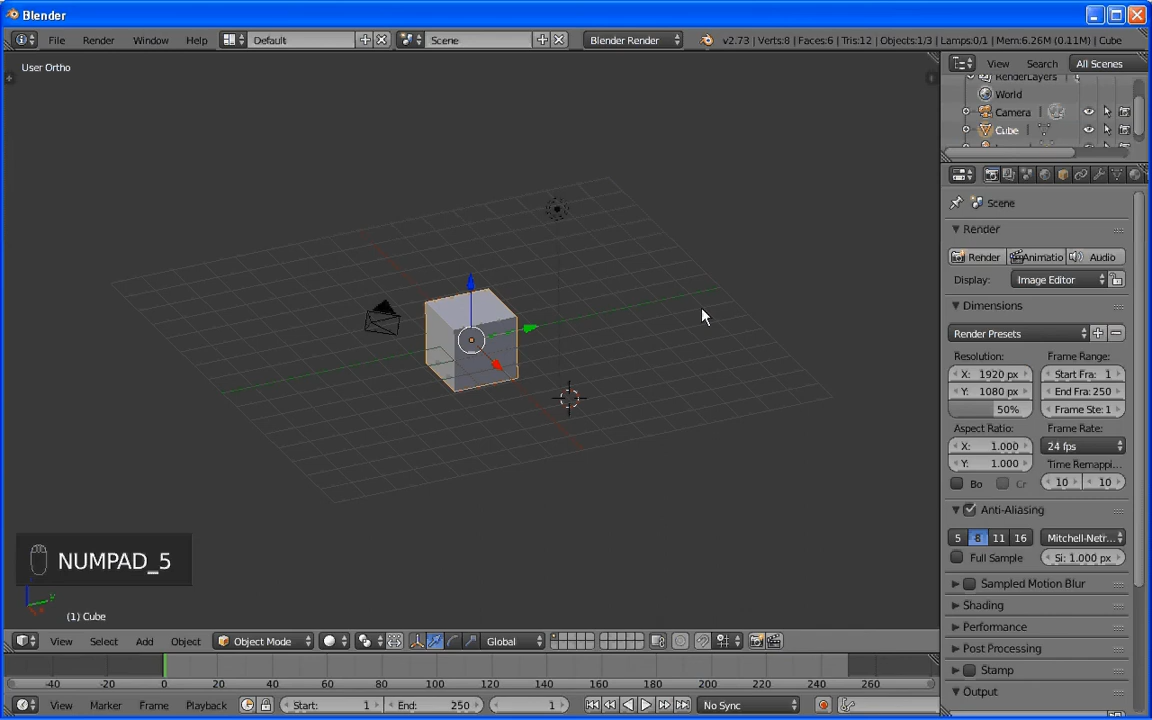 Blender
File Render Window Help Default Scene Blender Render v2.73 | Verts:8 | Faces:6 | Tris:12 | Objects:1/3 | Lamps:0/1 | Mem:6.26M (0.11M) | Cube
User Ortho
View Search All Scenes
RenderLayers
World
Camera
Cube
Scene
Render
Render Animatio Audio
Display: Image Editor
Dimensions
Render Presets
Resolution: Frame Range:
X: 1920 px Start Fra: 1
Y: 1080 px End Fra: 250
50% Frame Ste: 1
Aspect Ratio: Frame Rate:
X: 1.000 24 fps
Y: 1.000 Time Remappi...
Bo Cr 10 10
Anti-Aliasing
5 8 11 16 Mitchell-Netr...
Full Sample Si: 1.000 px
Sampled Motion Blur
Shading
Performance
Post Processing
Stamp
Output
NUMPAD_5
(1) Cube
View Select Add Object Object Mode Global
-40 -20 0 20 40 60 80 100 120 140 160 180 200 220 240 260
View Marker Frame Playback Start: 1 End: 250 1 No Sync